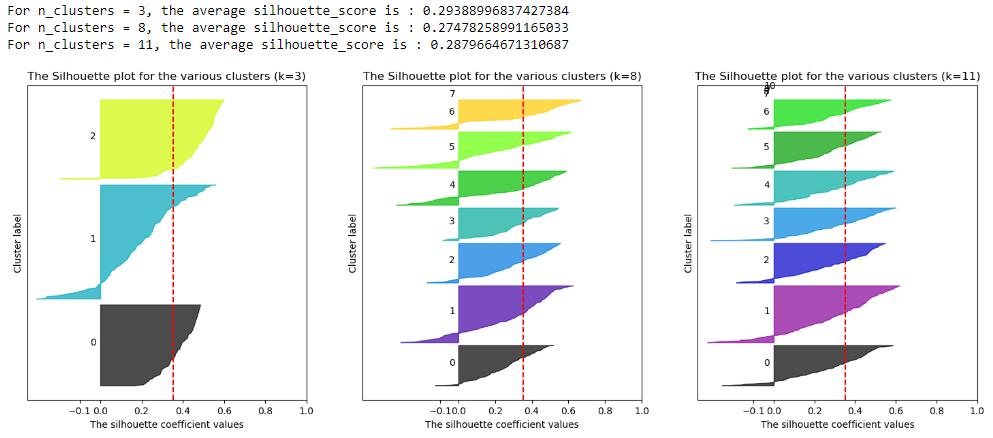 For n_clusters = 3, the average silhouette_score is : 0.29388996837427384
For n_clusters = 8, the average silhouette_score is : 0.27478258991165033
For n_clusters = 11, the average silhouette_score is : 0.2879664671310687
The Silhouette plot for the various clusters (k=3)
2
1
0
Cluster label
−0.1 0.0 0.2 0.4 0.6 0.8 1.0
The silhouette coefficient values
The Silhouette plot for the various clusters (k=8)
7
6
5
4
3
2
1
0
Cluster label
−0.1 0.0 0.2 0.4 0.6 0.8 1.0
The silhouette coefficient values
The Silhouette plot for the various clusters (k=11)
10
6
5
4
3
2
1
0
Cluster label
−0.1 0.0 0.2 0.4 0.6 0.8 1.0
The silhouette coefficient values